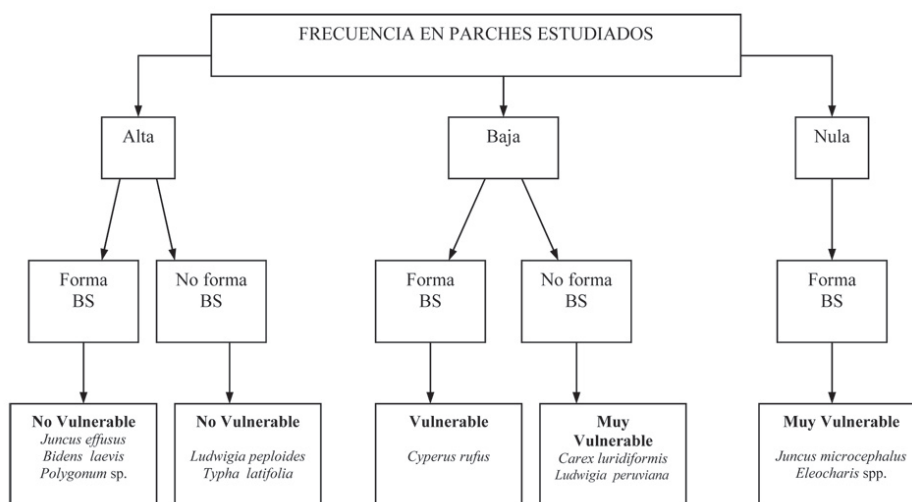 FRECUENCIA EN PARCHES ESTUDIADOS
Alta
Baja
Nula
Forma
BS
No forma
BS
Forma
BS
No forma
BS
Forma
BS
No Vulnerable
Juncus effusus
Bidens laevis
Polygonum sp.
No Vulnerable
Ludwigia peploides
Typha latifolia
Vulnerable
Cyperus rufus
Muy
Vulnerable
Carex luridiformis
Ludwigia peruviana
Muy Vulnerable
Juncus microcephalus
Eleocharis spp.